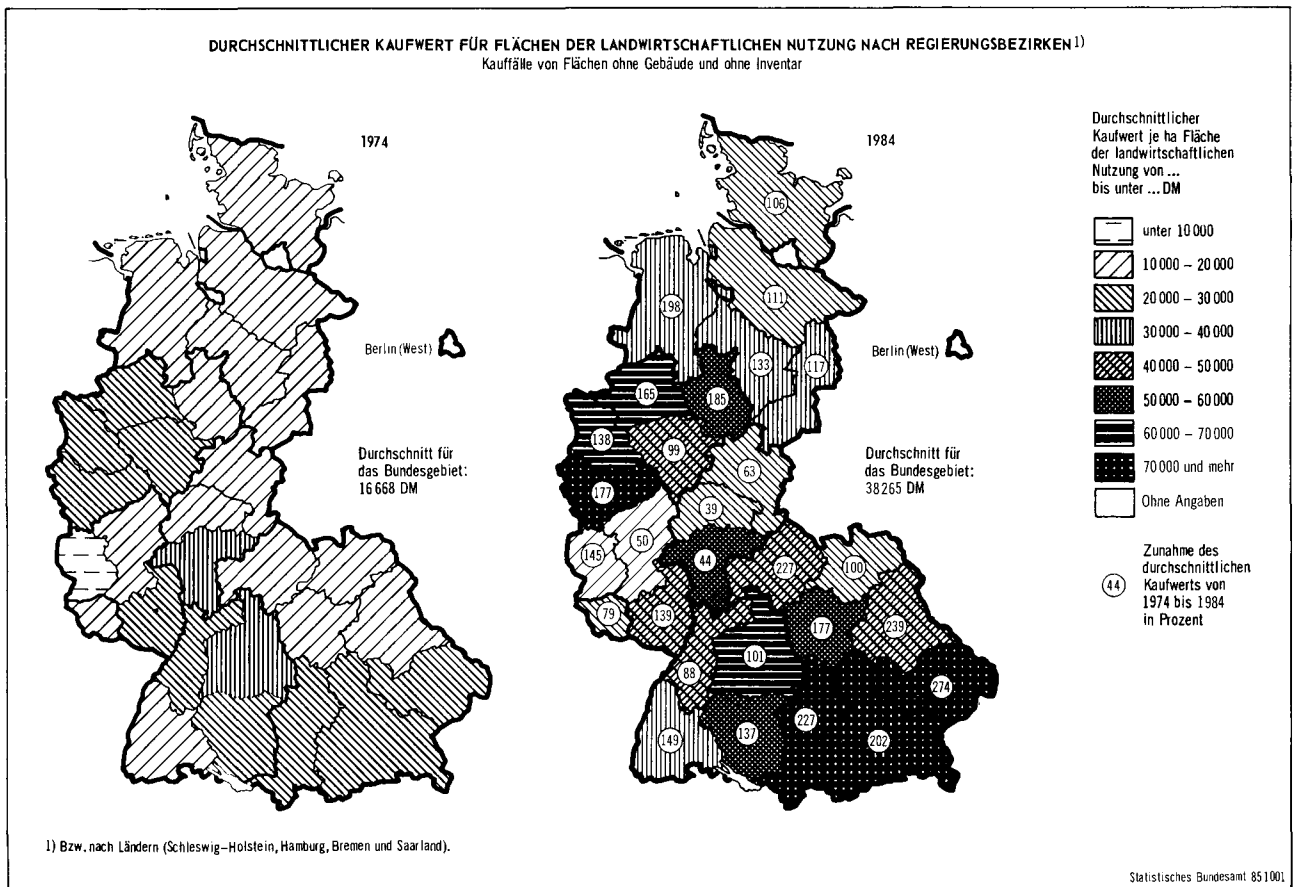 DURCHSCHNITTLICHER KAUFWERT FÜR FLÄCHEN DER LANDWIRTSCHAFTLICHEN NUTZUNG NACH REGIERUNGSBEZIRKEN 1)
Kauffälle von Flächen ohne Gebäude und ohne Inventar
1974
Berlin (West)
Durchschnitt für
das Bundesgebiet:
16 668 DM
1984
106
198
111
133
117
Berlin (West)
165
185
138
99
63
177
Durchschnitt für
das Bundesgebiet:
38 265 DM
39
50
145
44
227
100
79
139
177
239
101
88
274
227
137
149
202
Durchschnittlicher
Kaufwert je ha Fläche
der landwirtschaftlichen
Nutzung von ...
bis unter ... DM
unter 10 000
10 000 – 20 000
20 000 – 30 000
30 000 – 40 000
40 000 – 50 000
50 000 – 60 000
60 000 – 70 000
70 000 und mehr
Ohne Angaben
44
Zunahme des
durchschnittlichen
Kaufwerts von
1974 bis 1984
in Prozent
1) Bzw. nach Ländern (Schleswig–Holstein, Hamburg, Bremen und Saarland).
Statistisches Bundesamt 851001